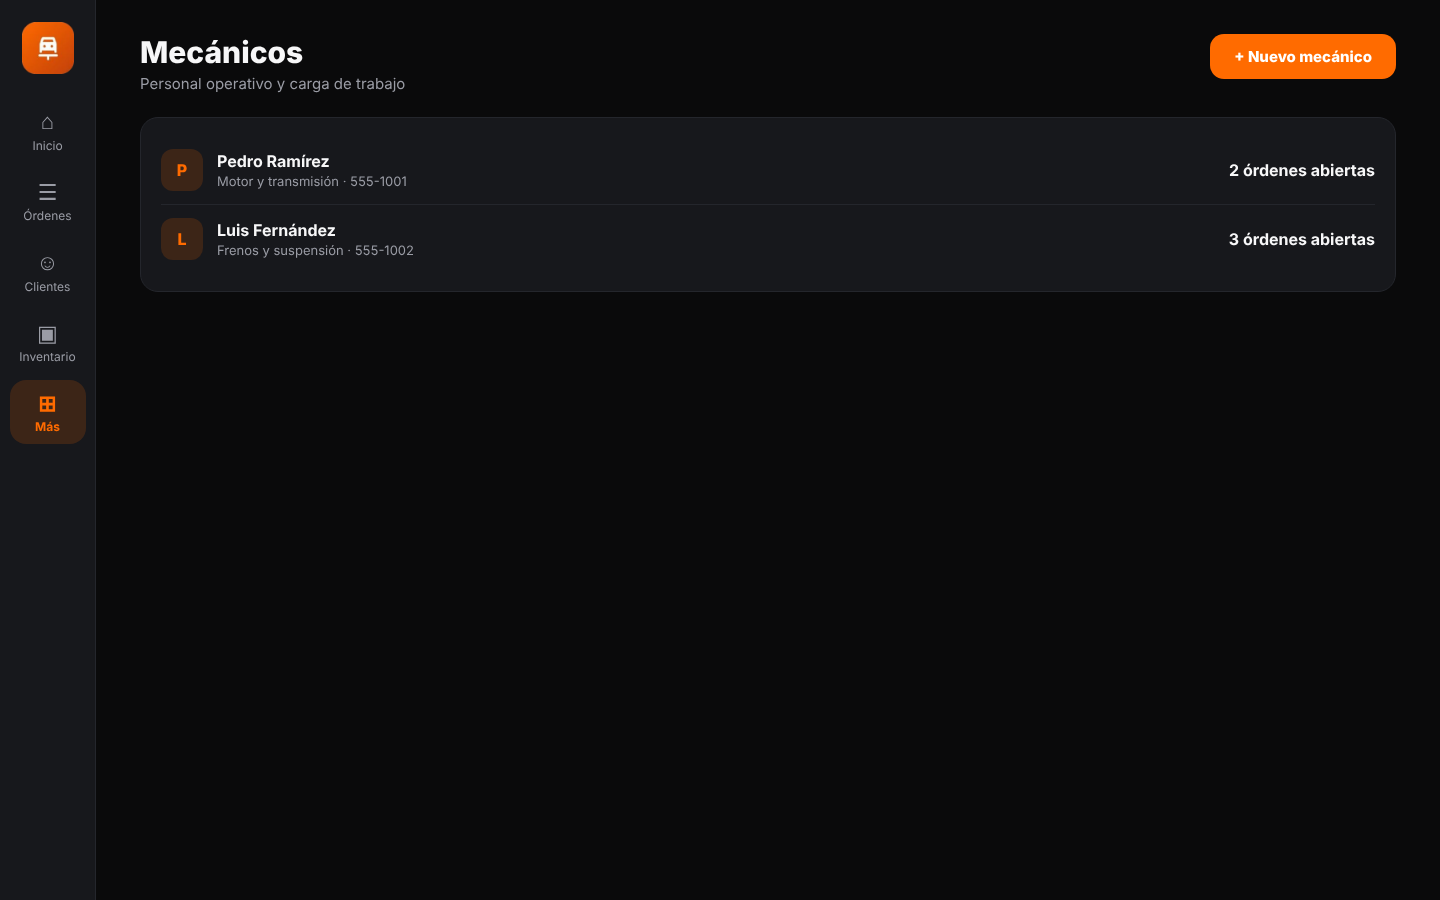 Mecánicos
Personal operativo y carga de trabajo
+ Nuevo mecánico
Inicio
Órdenes
Clientes
Inventario
Más
P
Pedro Ramírez
Motor y transmisión · 555-1001
2 órdenes abiertas
L
Luis Fernández
Frenos y suspensión · 555-1002
3 órdenes abiertas